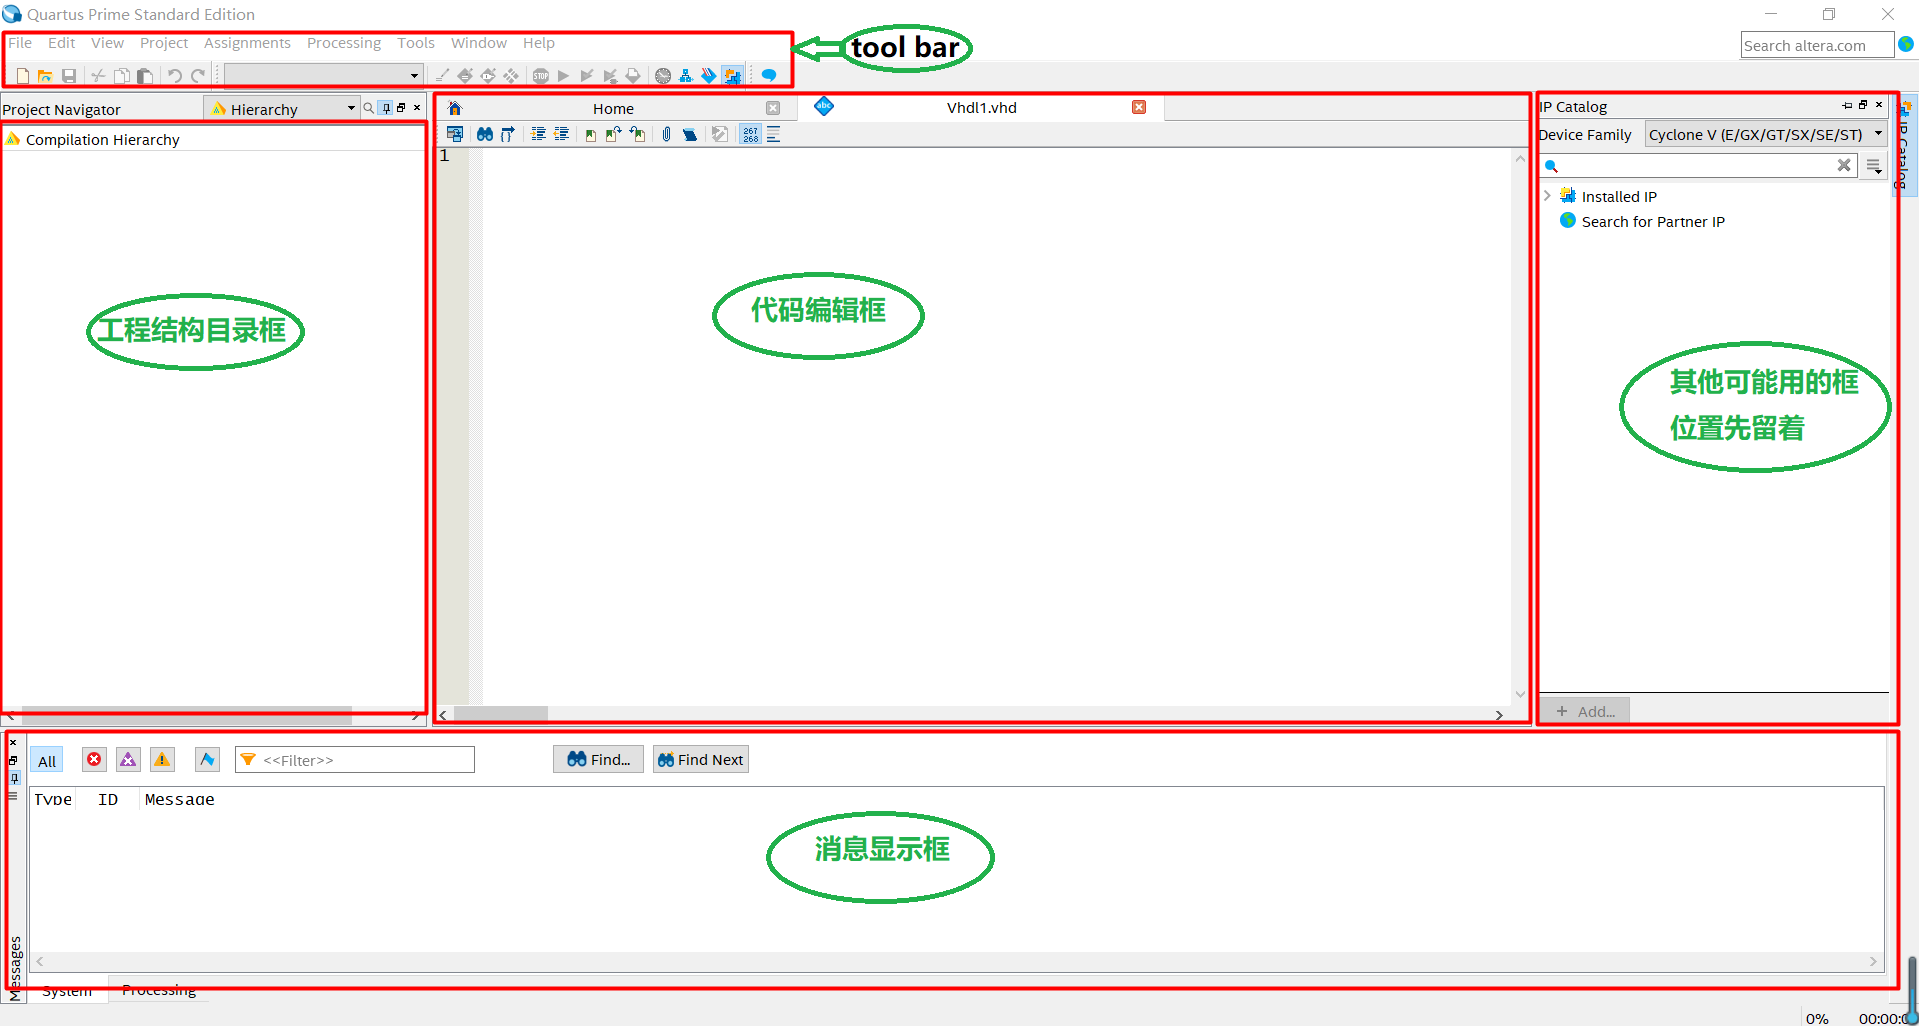 Quartus Prime Standard Edition
File Edit View Project Assignments Processing Tools Window Help
tool bar
Search altera.com
STOP
Project Navigator
Hierarchy
Compilation Hierarchy
工程结构目录框
Home
abc
Vhdl1.vhd
267
268
1
代码编辑框
IP Catalog
IP Catalog
Device Family
Cyclone V (E/GX/GT/SX/SE/ST)
Installed IP
Search for Partner IP
其他可能用的框
位置先留着
+ Add...
All
<<Filter>>
Find...
Find Next
Type ID Message
消息显示框
Messages
System Processing
0% 00:00:0